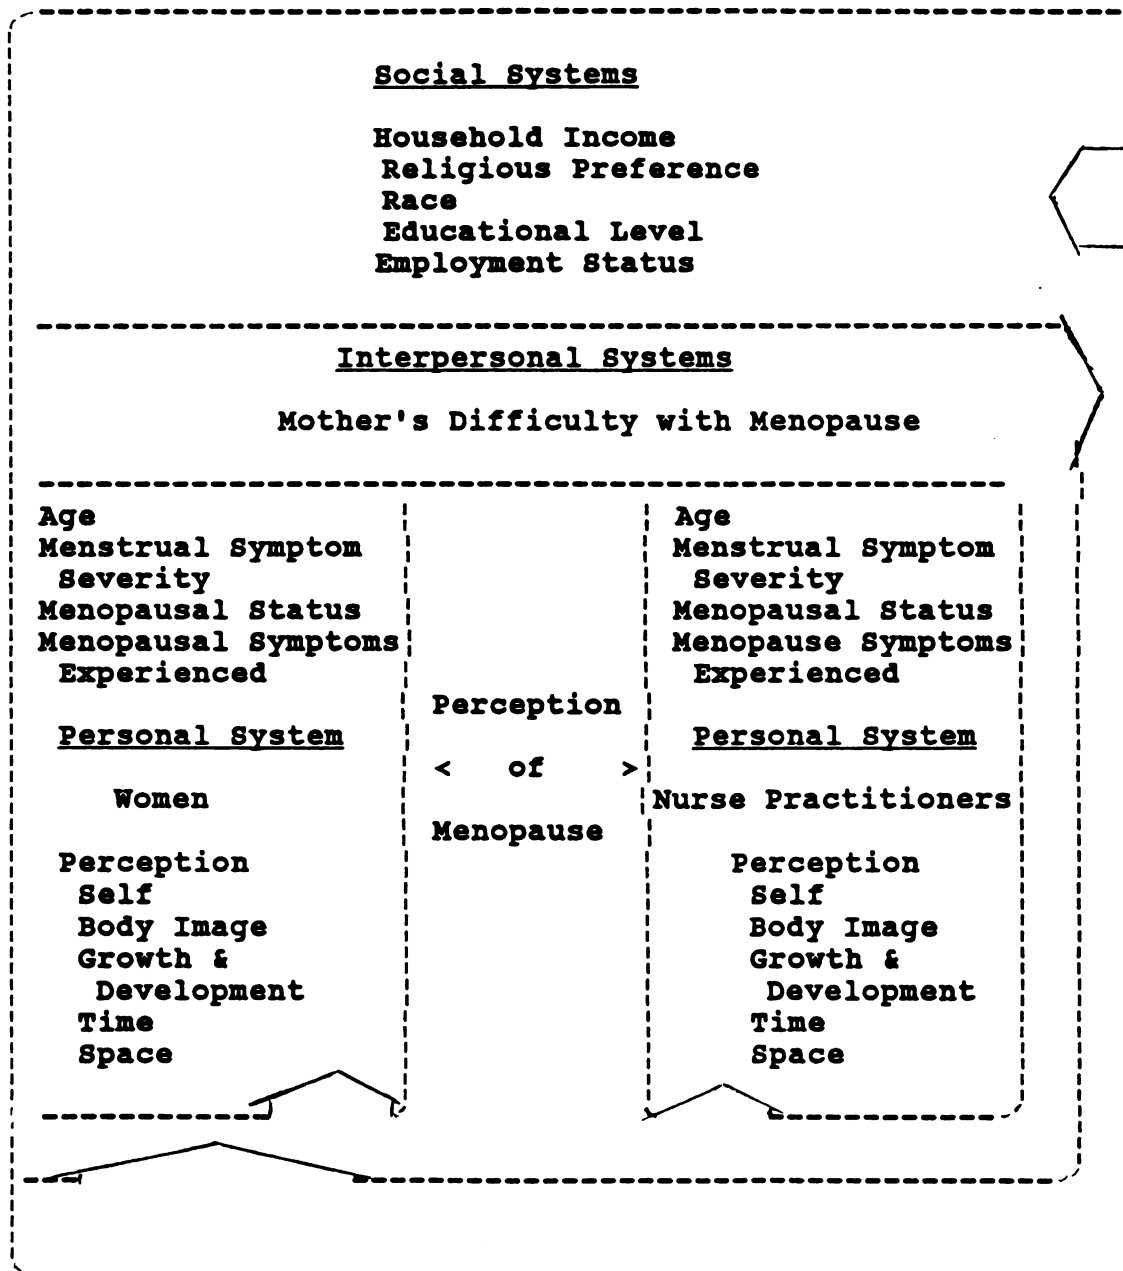 Social Systems
Household Income
Religious Preference
Race
Educational Level
Employment Status
Interpersonal Systems
Mother's Difficulty with Menopause
Age
Menstrual Symptom
Severity
Menopausal Status
Menopausal Symptoms
Experienced
Personal System
Women
Perception
Self
Body Image
Growth &
Development
Time
Space
Perception
< of >
Menopause
Age
Menstrual Symptom
Severity
Menopausal Status
Menopause Symptoms
Experienced
Personal System
Nurse Practitioners
Perception
Self
Body Image
Growth &
Development
Time
Space